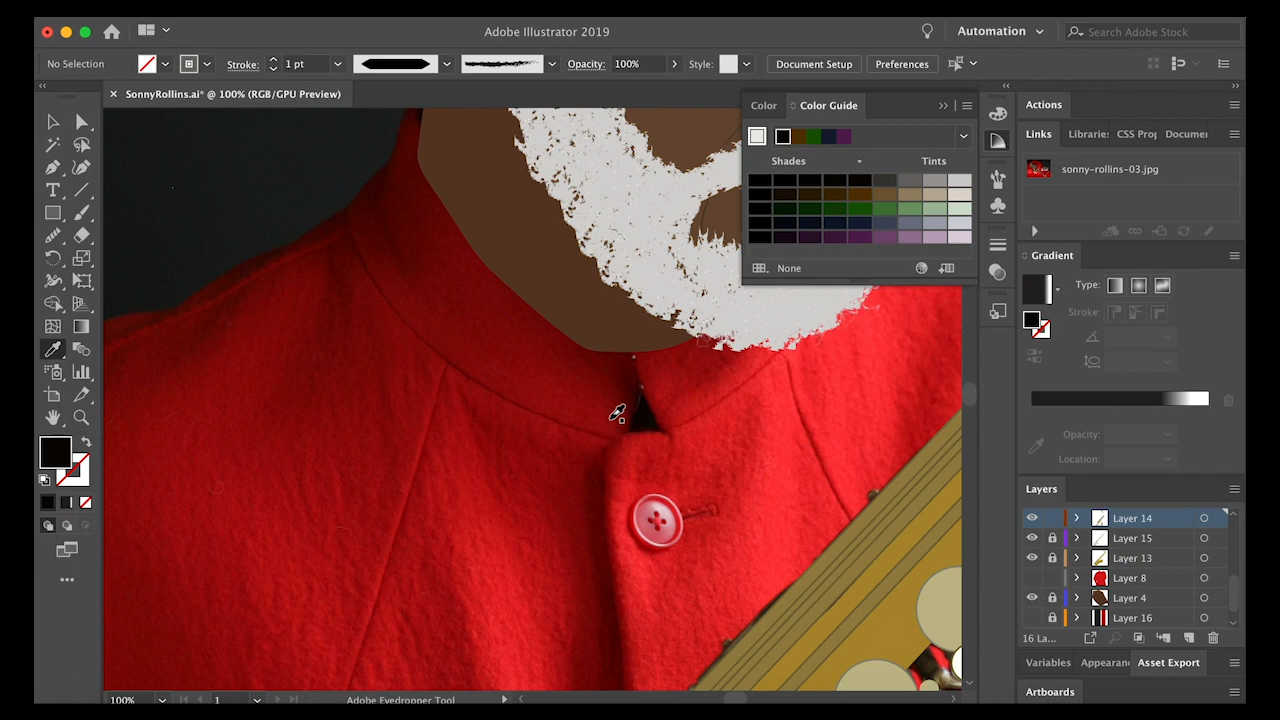 Adobe Illustrator 2019
Automation
Search Adobe Stock
No Selection
Stroke:
1 pt
Opacity:
100%
Style:
Document Setup
Preferences
SonnyRollins.ai* @ 100% (RGB/GPU Preview)
Color
Color Guide
Shades
Tints
None
Actions
Links
Librarie:
CSS Proj
Documei
sonny-rollins-03.jpg
Gradient
Type:
Stroke:
Opacity:
Location:
Layers
Layer 14
Layer 15
Layer 13
Layer 8
Layer 4
Layer 16
16 La...
Variables
Appearan
Asset Export
Artboards
100%
1
Adobe Eyedropper Tool